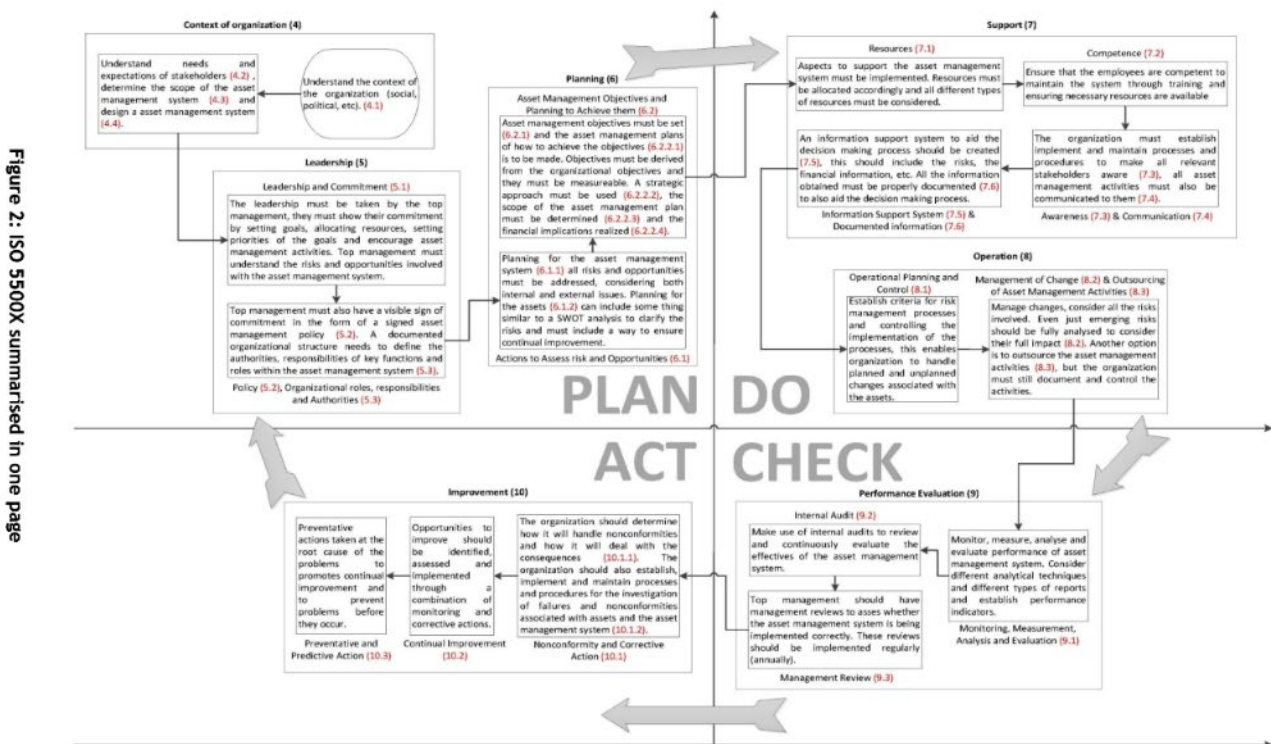 Figure 2: ISO 5500X summarised in one page
Context of organization (4)
Understand needs and
expectations of stakeholders (4.2) ,
determine the scope of the asset
management system (4.3) and
design a asset management system
(4.4).
Understand the context of
the organization (social,
political, etc). (4.1)
Leadership (5)
Leadership and Commitment (5.1)
The leadership must be taken by the top
management, they must show their commitment
by setting goals, allocating resources, setting
priorities of the goals and encourage asset
management activities. Top management must
understand the risks and opportunities involved
with the asset management system.
Top management must also have a visible sign of
commitment in the form of a signed asset
management policy (5.2). A documented
organizational structure needs to define the
authorities, responsibilities of key functions and
roles within the asset management system (5.3).
Policy (5.2), Organizational roles, responsibilities
and Authorities (5.3)
Planning (6)
Asset Management Objectives and
Planning to Achieve them (6.2)
Asset management objectives must be set
(6.2.1) and the asset management plans
of how to achieve the objectives (6.2.2.1)
is to be made. Objectives must be derived
from the organizational objectives and
they must be measureable. A strategic
approach must be used (6.2.2.2), the
scope of the asset management plan
must be determined (6.2.2.3) and the
financial implications realized (6.2.2.4).
Planning for the asset management
system (6.1.1) all risks and opportunities
must be addressed, considering both
internal and external issues. Planning for
the assets (6.1.2) can include some thing
similar to a SWOT analysis to clarify the
risks and must include a way to ensure
continual improvement.
Actions to Assess risk and Opportunities (6.1)
Support (7)
Resources (7.1)
Aspects to support the asset management
system must be implemented. Resources must
be allocated accordingly and all different types
of resources must be considered.
Competence (7.2)
Ensure that the employees are competent to
maintain the system through training and
ensuring necessary resources are available
The organization must establish
implement and maintain processes and
procedures to make all relevant
stakeholders aware (7.3), all asset
management activities must also be
communicated to them (7.4).
Awareness (7.3) & Communication (7.4)
An information support system to aid the
decision making process should be created
(7.5), this should include the risks, the
financial information, etc. All the information
obtained must be properly documented (7.6)
to also aid the decision making process.
Information Support System (7.5) &
Documented information (7.6)
Operation (8)
Operational Planning and
Control (8.1)
Establish criteria for risk
management processes
and controlling the
implementation of the
processes, this enables
organization to handle
planned and unplanned
changes associated with
the assets.
Management of Change (8.2) & Outsourcing
of Asset Management Activities (8.3)
Manage changes, consider all the risks
involved. Even just emerging risks
should be fully analysed to consider
their full impact (8.2). Another option
is to outsource the asset management
activities (8.3), but the organization
must still document and control the
activities.
PLAN DO
ACT CHECK
Performance Evaluation (9)
Monitor, measure, analyse and
evaluate performance of asset
management system. Consider
different analytical techniques
and different types of reports
and establish performance
indicators.
Monitoring, Measurement,
Analysis and Evaluation (9.1)
Internal Audit (9.2)
Make use of internal audits to review
and continuously evaluate the
effectives of the asset management
system.
Top management should have
management reviews to asses whether
the asset management system is being
implemented correctly. These reviews
should be implemented regularly
(annually).
Management Review (9.3)
Improvement (10)
The organization should determine
how it will handle nonconformities
and how it will deal with the
consequences (10.1.1). The
organization should also establish,
implement and maintain processes
and procedures for the investigation
of failures and nonconformities
associated with assets and the asset
management system (10.1.2).
Nonconformity and Corrective
Action (10.1)
Opportunities to
improve should
be identified,
assessed and
implemented
through a
combination of
monitoring and
corrective actions.
Continual Improvement
(10.2)
Preventative
actions taken at the
root cause of the
problems to
promotes continual
improvement and
to prevent
problems before
they occur.
Preventative and
Predictive Action (10.3)